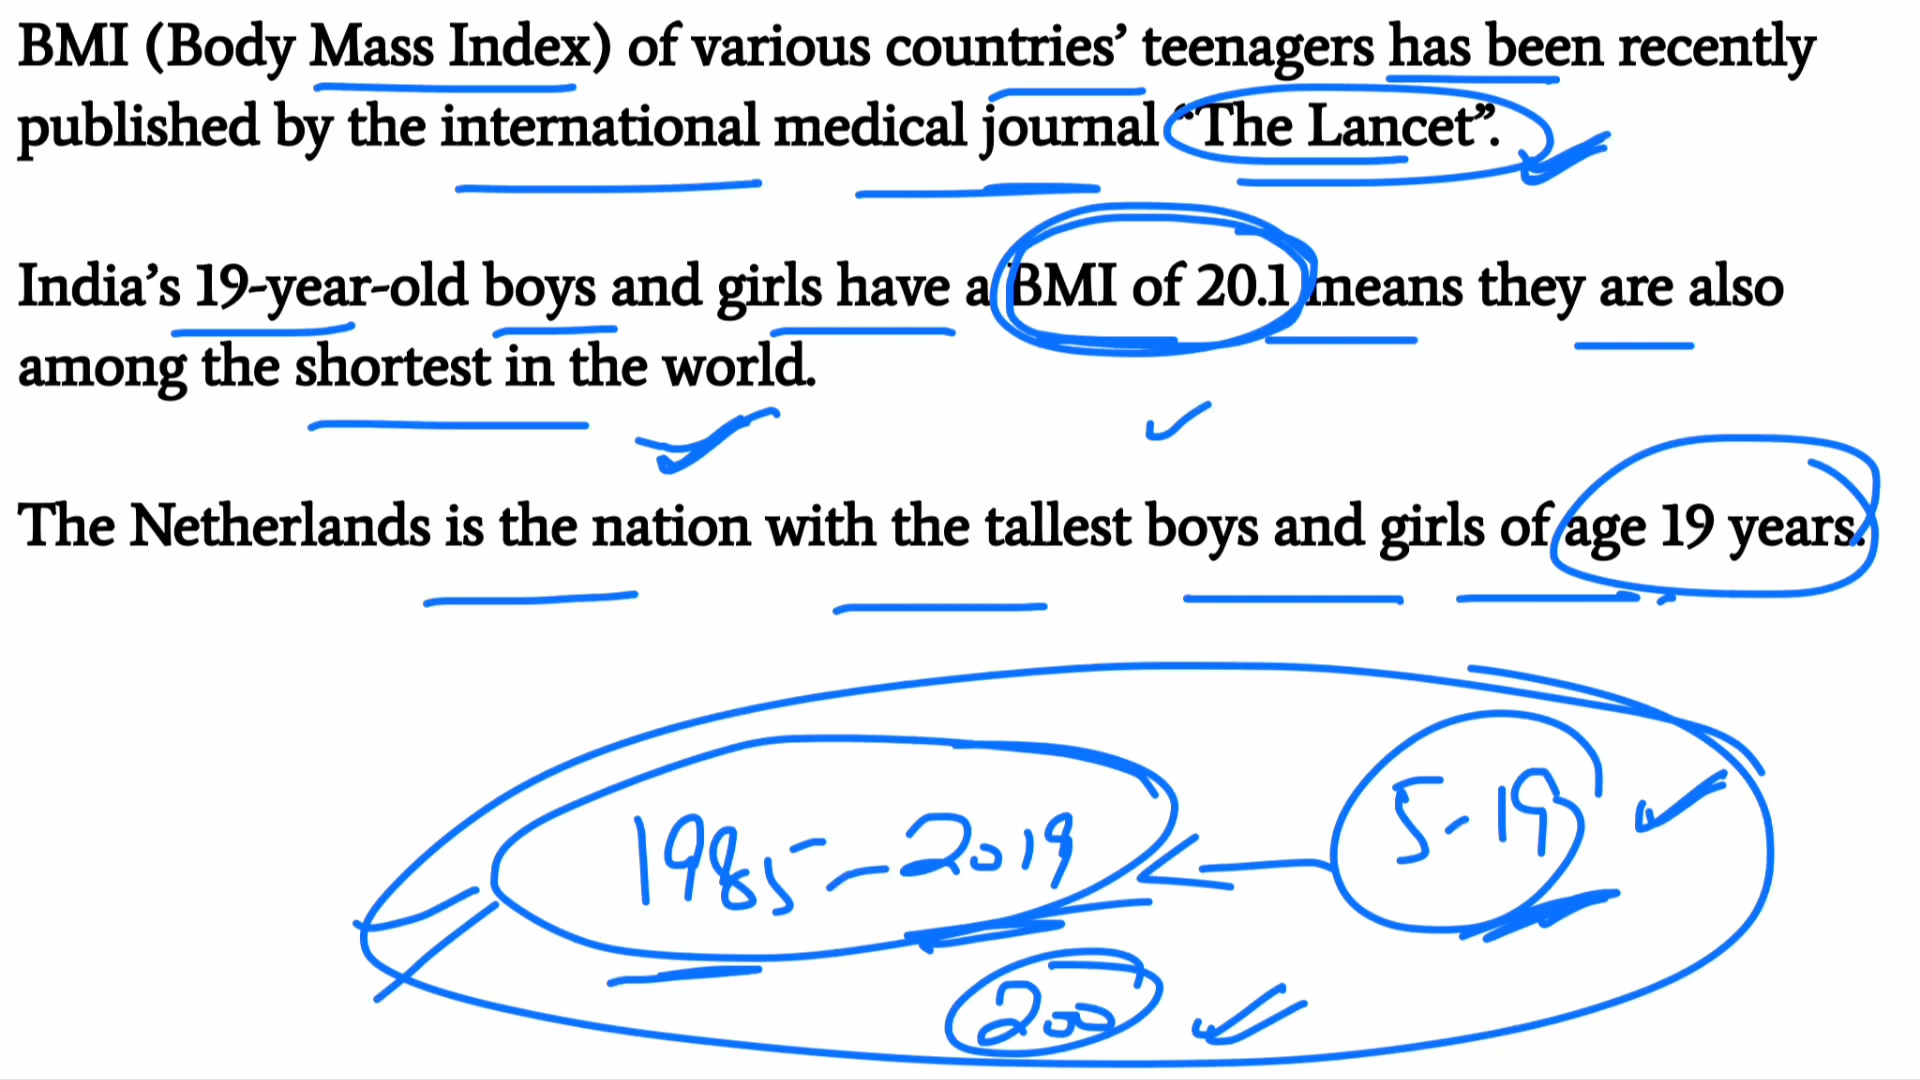 BMI (Body Mass Index) of various countries’ teenagers has been recently
published by the international medical journal “The Lancet”.
India’s 19-year-old boys and girls have a BMI of 20.1 means they are also
among the shortest in the world.
The Netherlands is the nation with the tallest boys and girls of age 19 years.
1985-2019 5-19
200